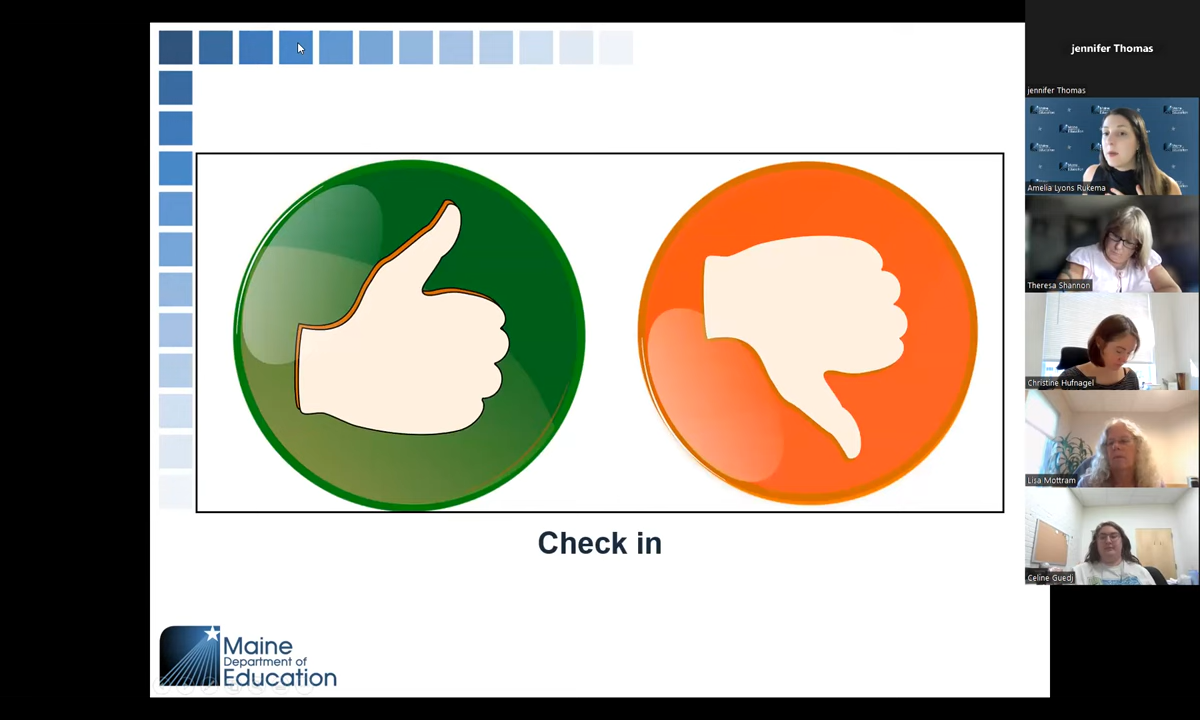 jennifer Thomas
jennifer Thomas
Amelia Lyons Rukema
Theresa Shannon
Christine Hufnagel
Lisa Mottram
Celine Guedj
Check in
Maine
Department of
Education